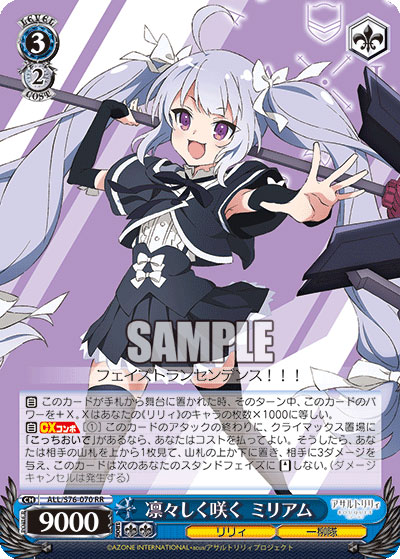 LEVEL
3
2
COST
SAMPLE
フェイズトランセンデンス！！！
【自】 このカードが手札から舞台に置かれた時、そのターン中、このカードの
パワーを＋X。Xはあなたの《リリィ》のキャラの枚数×1000に等しい。
【自】 CXコンボ [(1)] このカードのアタックの終わりに、クライマックス置場に
「こっちおいで」があるなら、あなたはコストを払ってよい。そうしたら、あな
たは相手の山札を上から1枚見て、山札の上か下に置き、相手に3ダメージ
を与え、このカードは次のあなたのスタンドフェイズに【スタンド】しない。（ダメージ
キャンセルは発生する）
CH
ALL/S76-070 RR
9000
凛々しく咲く ミリアム
アサルトリリィ
リリィ
一柳隊
©AZONE INTERNATIONAL・acus/アサルトリリィプロジェクト